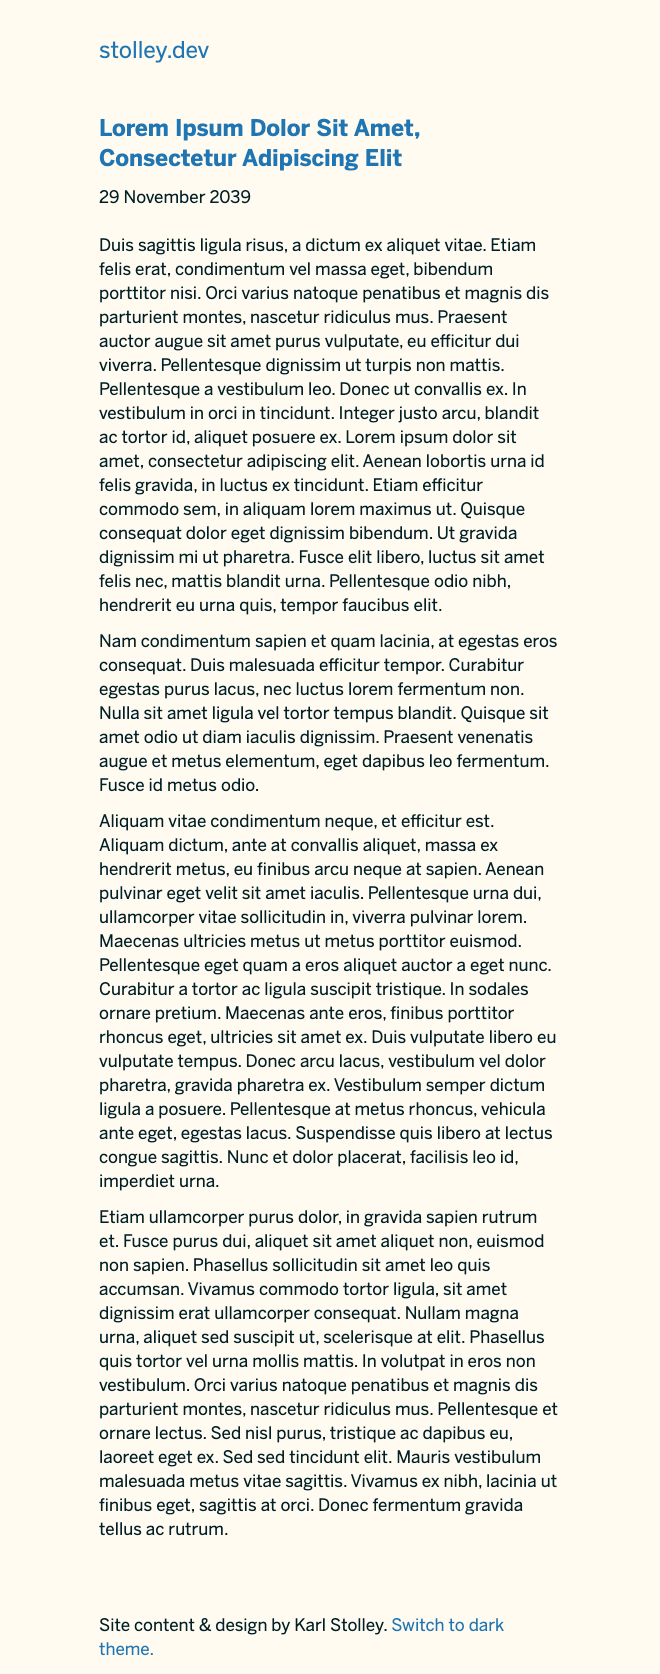 stolley.dev
Lorem Ipsum Dolor Sit Amet,
Consectetur Adipiscing Elit
29 November 2039
Duis sagittis ligula risus, a dictum ex aliquet vitae. Etiam
felis erat, condimentum vel massa eget, bibendum
porttitor nisi. Orci varius natoque penatibus et magnis dis
parturient montes, nascetur ridiculus mus. Praesent
auctor augue sit amet purus vulputate, eu efficitur dui
viverra. Pellentesque dignissim ut turpis non mattis.
Pellentesque a vestibulum leo. Donec ut convallis ex. In
vestibulum in orci in tincidunt. Integer justo arcu, blandit
ac tortor id, aliquet posuere ex. Lorem ipsum dolor sit
amet, consectetur adipiscing elit. Aenean lobortis urna id
felis gravida, in luctus ex tincidunt. Etiam efficitur
commodo sem, in aliquam lorem maximus ut. Quisque
consequat dolor eget dignissim bibendum. Ut gravida
dignissim mi ut pharetra. Fusce elit libero, luctus sit amet
felis nec, mattis blandit urna. Pellentesque odio nibh,
hendrerit eu urna quis, tempor faucibus elit.
Nam condimentum sapien et quam lacinia, at egestas eros
consequat. Duis malesuada efficitur tempor. Curabitur
egestas purus lacus, nec luctus lorem fermentum non.
Nulla sit amet ligula vel tortor tempus blandit. Quisque sit
amet odio ut diam iaculis dignissim. Praesent venenatis
augue et metus elementum, eget dapibus leo fermentum.
Fusce id metus odio.
Aliquam vitae condimentum neque, et efficitur est.
Aliquam dictum, ante at convallis aliquet, massa ex
hendrerit metus, eu finibus arcu neque at sapien. Aenean
pulvinar eget velit sit amet iaculis. Pellentesque urna dui,
ullamcorper vitae sollicitudin in, viverra pulvinar lorem.
Maecenas ultricies metus ut metus porttitor euismod.
Pellentesque eget quam a eros aliquet auctor a eget nunc.
Curabitur a tortor ac ligula suscipit tristique. In sodales
ornare pretium. Maecenas ante eros, finibus porttitor
rhoncus eget, ultricies sit amet ex. Duis vulputate libero eu
vulputate tempus. Donec arcu lacus, vestibulum vel dolor
pharetra, gravida pharetra ex. Vestibulum semper dictum
ligula a posuere. Pellentesque at metus rhoncus, vehicula
ante eget, egestas lacus. Suspendisse quis libero at lectus
congue sagittis. Nunc et dolor placerat, facilisis leo id,
imperdiet urna.
Etiam ullamcorper purus dolor, in gravida sapien rutrum
et. Fusce purus dui, aliquet sit amet aliquet non, euismod
non sapien. Phasellus sollicitudin sit amet leo quis
accumsan. Vivamus commodo tortor ligula, sit amet
dignissim erat ullamcorper consequat. Nullam magna
urna, aliquet sed suscipit ut, scelerisque at elit. Phasellus
quis tortor vel urna mollis mattis. In volutpat in eros non
vestibulum. Orci varius natoque penatibus et magnis dis
parturient montes, nascetur ridiculus mus. Pellentesque et
ornare lectus. Sed nisl purus, tristique ac dapibus eu,
laoreet eget ex. Sed sed tincidunt elit. Mauris vestibulum
malesuada metus vitae sagittis. Vivamus ex nibh, lacinia ut
finibus eget, sagittis at orci. Donec fermentum gravida
tellus ac rutrum.
Site content & design by Karl Stolley. Switch to dark
theme.